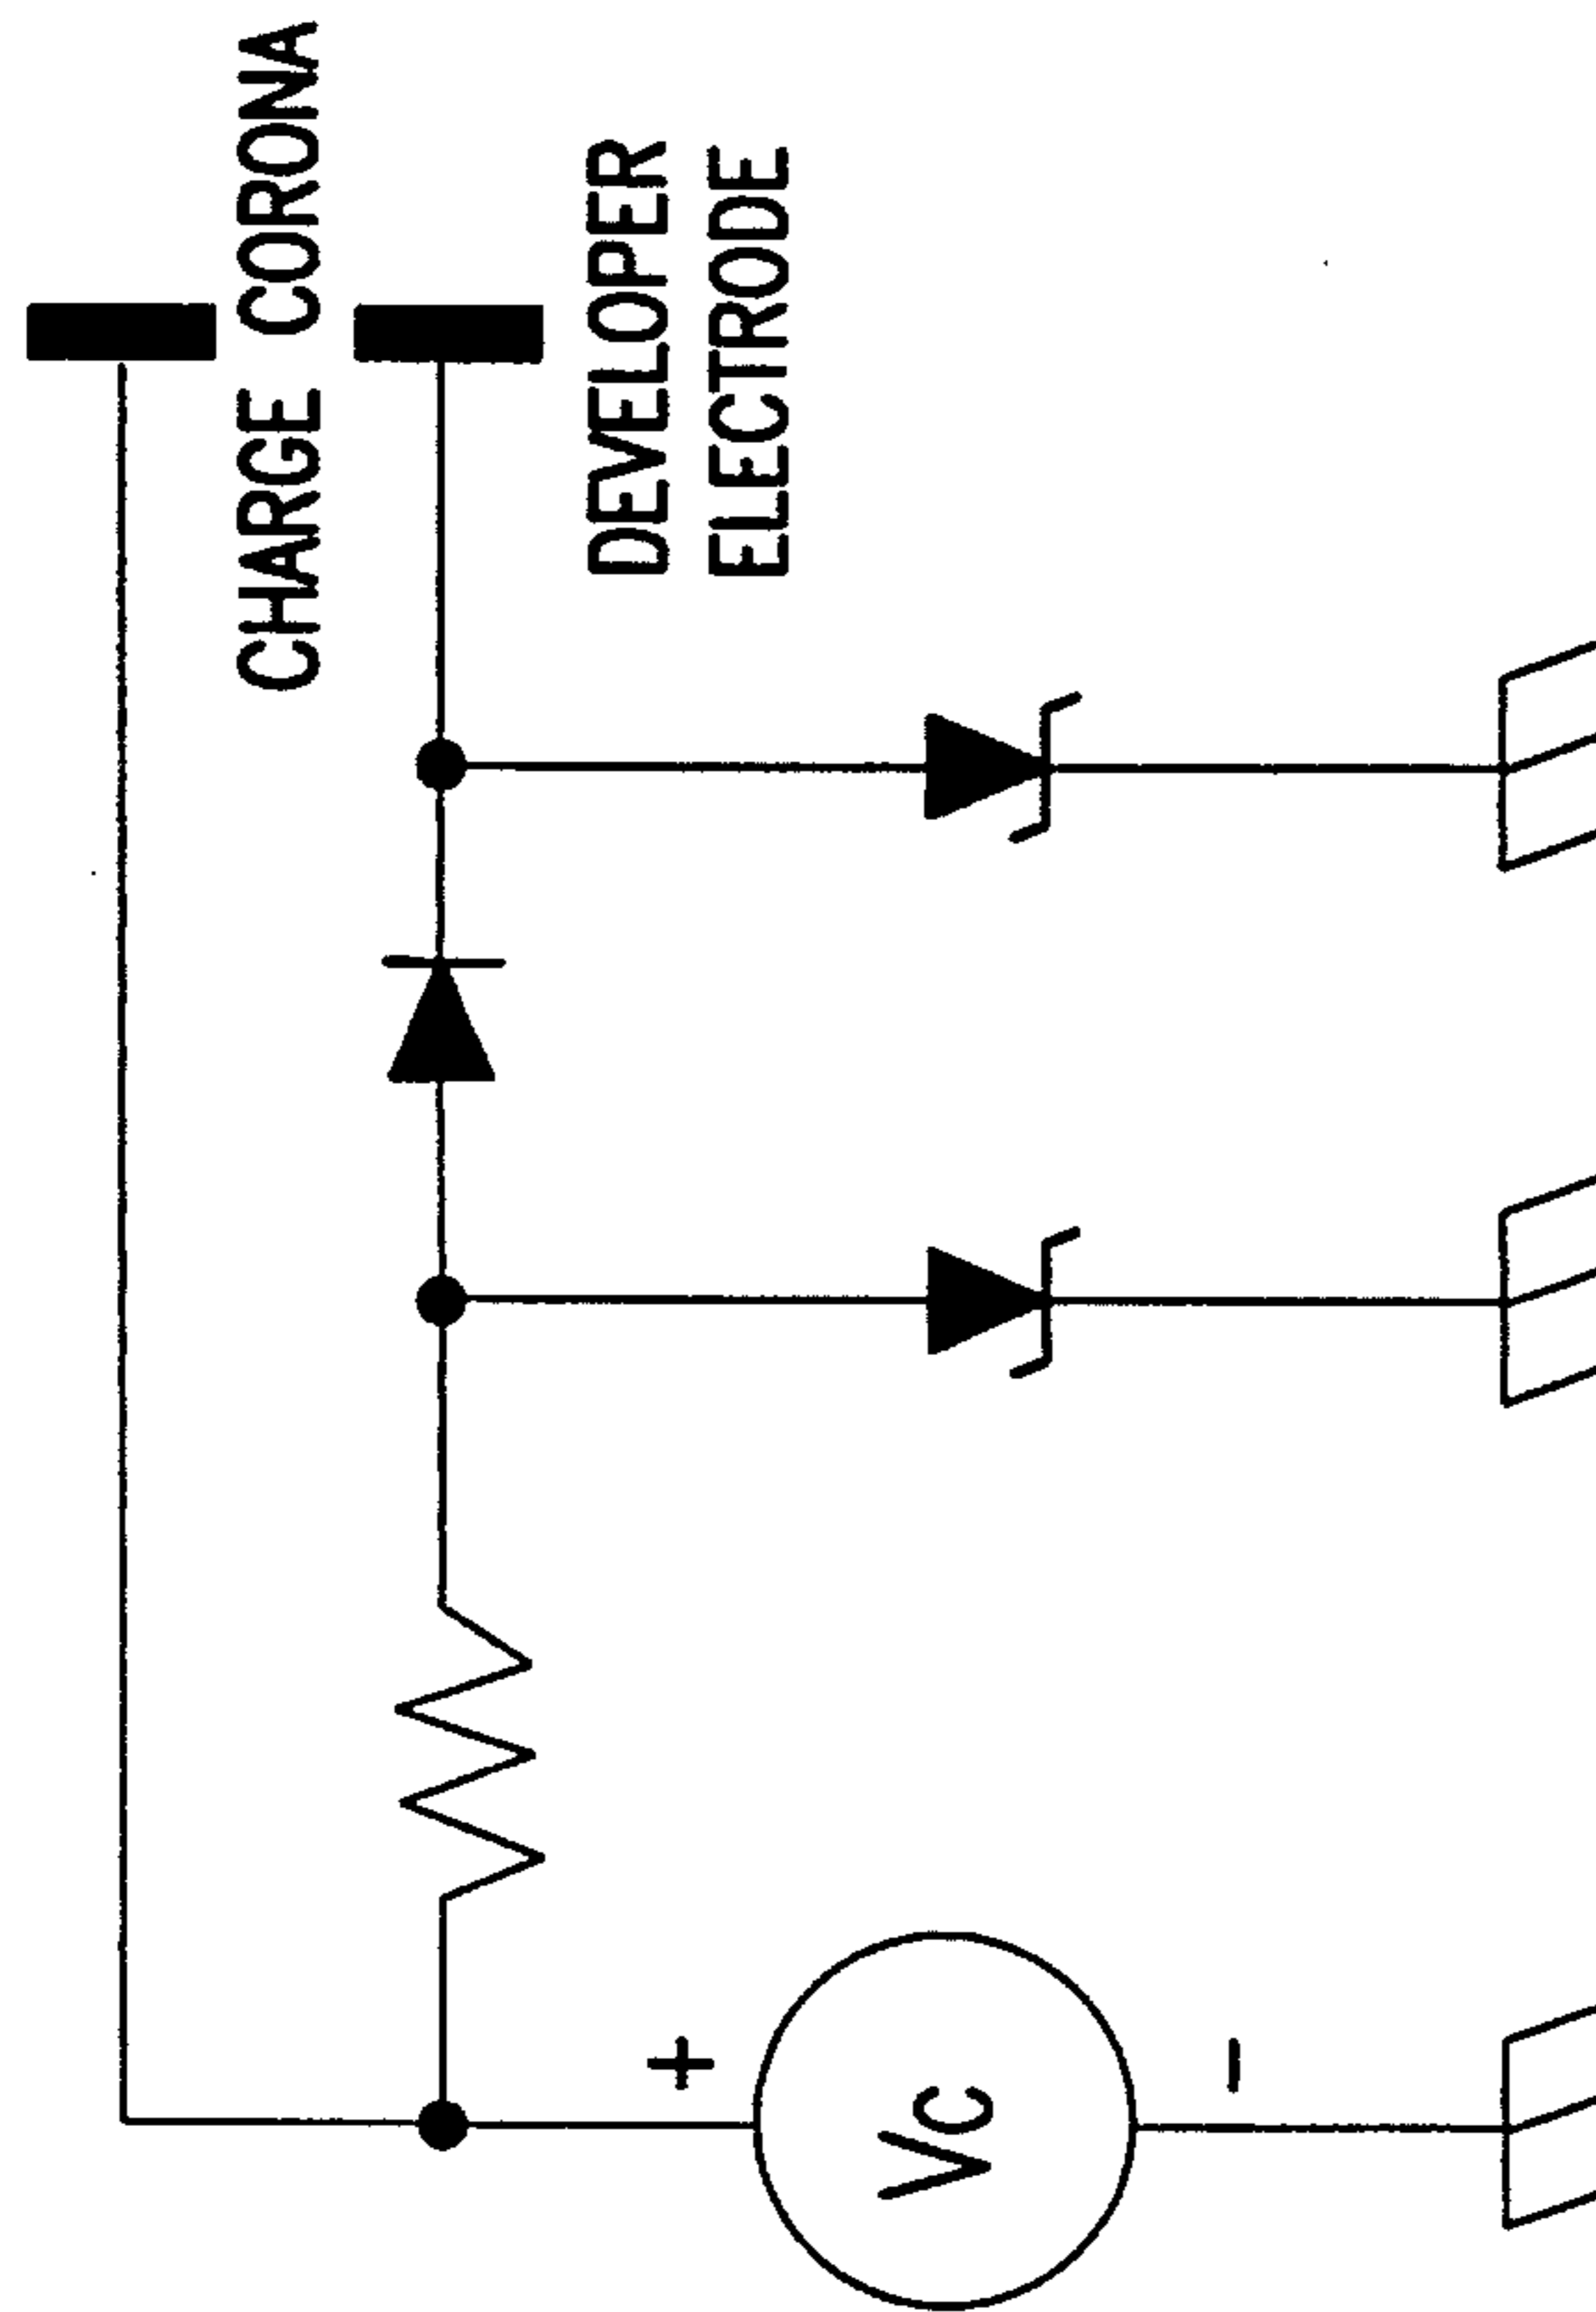 CHARGE CORONA
DEVELOPER
ELECTRODE
+
VC
−